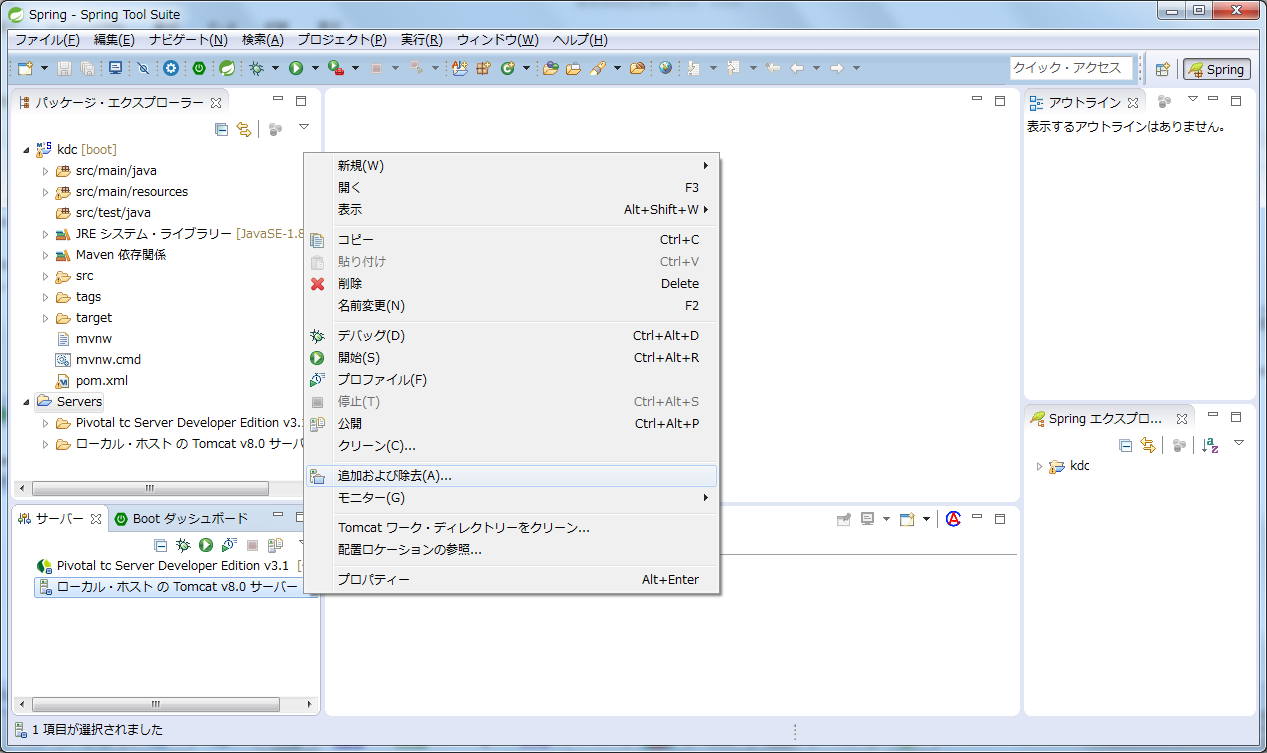 Spring - Spring Tool Suite
ファイル(F) 編集(E) ナビゲート(N) 検索(A) プロジェクト(P) 実行(R) ウィンドウ(W) ヘルプ(H)
クイック・アクセス
Spring
パッケージ・エクスプローラー
kdc [boot]
src/main/java
src/main/resources
src/test/java
JRE システム・ライブラリー [JavaSE-1.8
Maven 依存関係
src
tags
target
mvnw
mvnw.cmd
pom.xml
Servers
Pivotal tc Server Developer Edition v3.
ローカル・ホスト の Tomcat v8.0 サーバ
サーバー
Boot ダッシュボード
Pivotal tc Server Developer Edition v3.1 [
ローカル・ホスト の Tomcat v8.0 サーバー
新規(W)
開く F3
表示 Alt+Shift+W
コピー Ctrl+C
貼り付け Ctrl+V
削除 Delete
名前変更(N) F2
デバッグ(D) Ctrl+Alt+D
開始(S) Ctrl+Alt+R
プロファイル(F)
停止(T) Ctrl+Alt+S
公開 Ctrl+Alt+P
クリーン(C)...
追加および除去(A)...
モニター(G)
Tomcat ワーク・ディレクトリーをクリーン...
配置ロケーションの参照...
プロパティー Alt+Enter
アウトライン
表示するアウトラインはありません。
Spring エクスプロ...
kdc
1 項目が選択されました